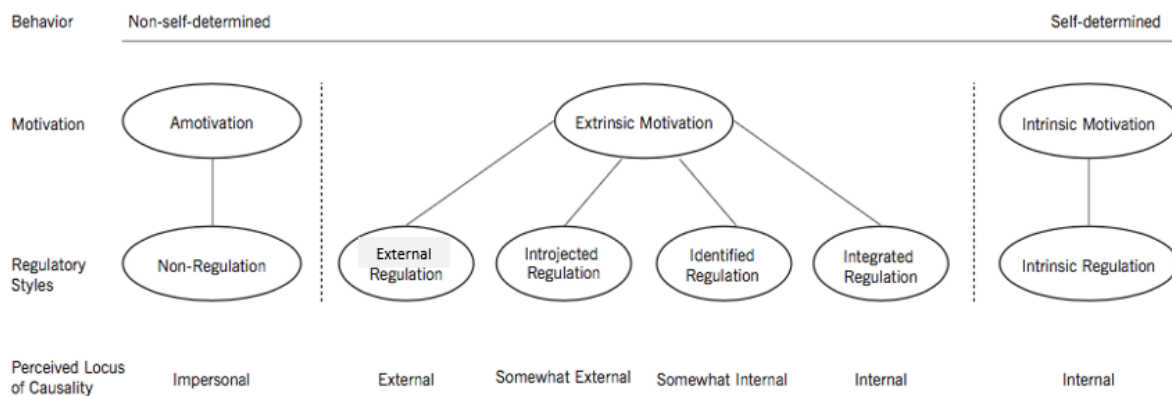 Behavior Non-self-determined Self-determined
Motivation Amotivation Extrinsic Motivation Intrinsic Motivation
Regulatory
Styles
Non-Regulation
External
Regulation
Introjected
Regulation
Identified
Regulation
Integrated
Regulation
Intrinsic Regulation
Perceived Locus
of Causality
Impersonal External Somewhat External Somewhat Internal Internal Internal